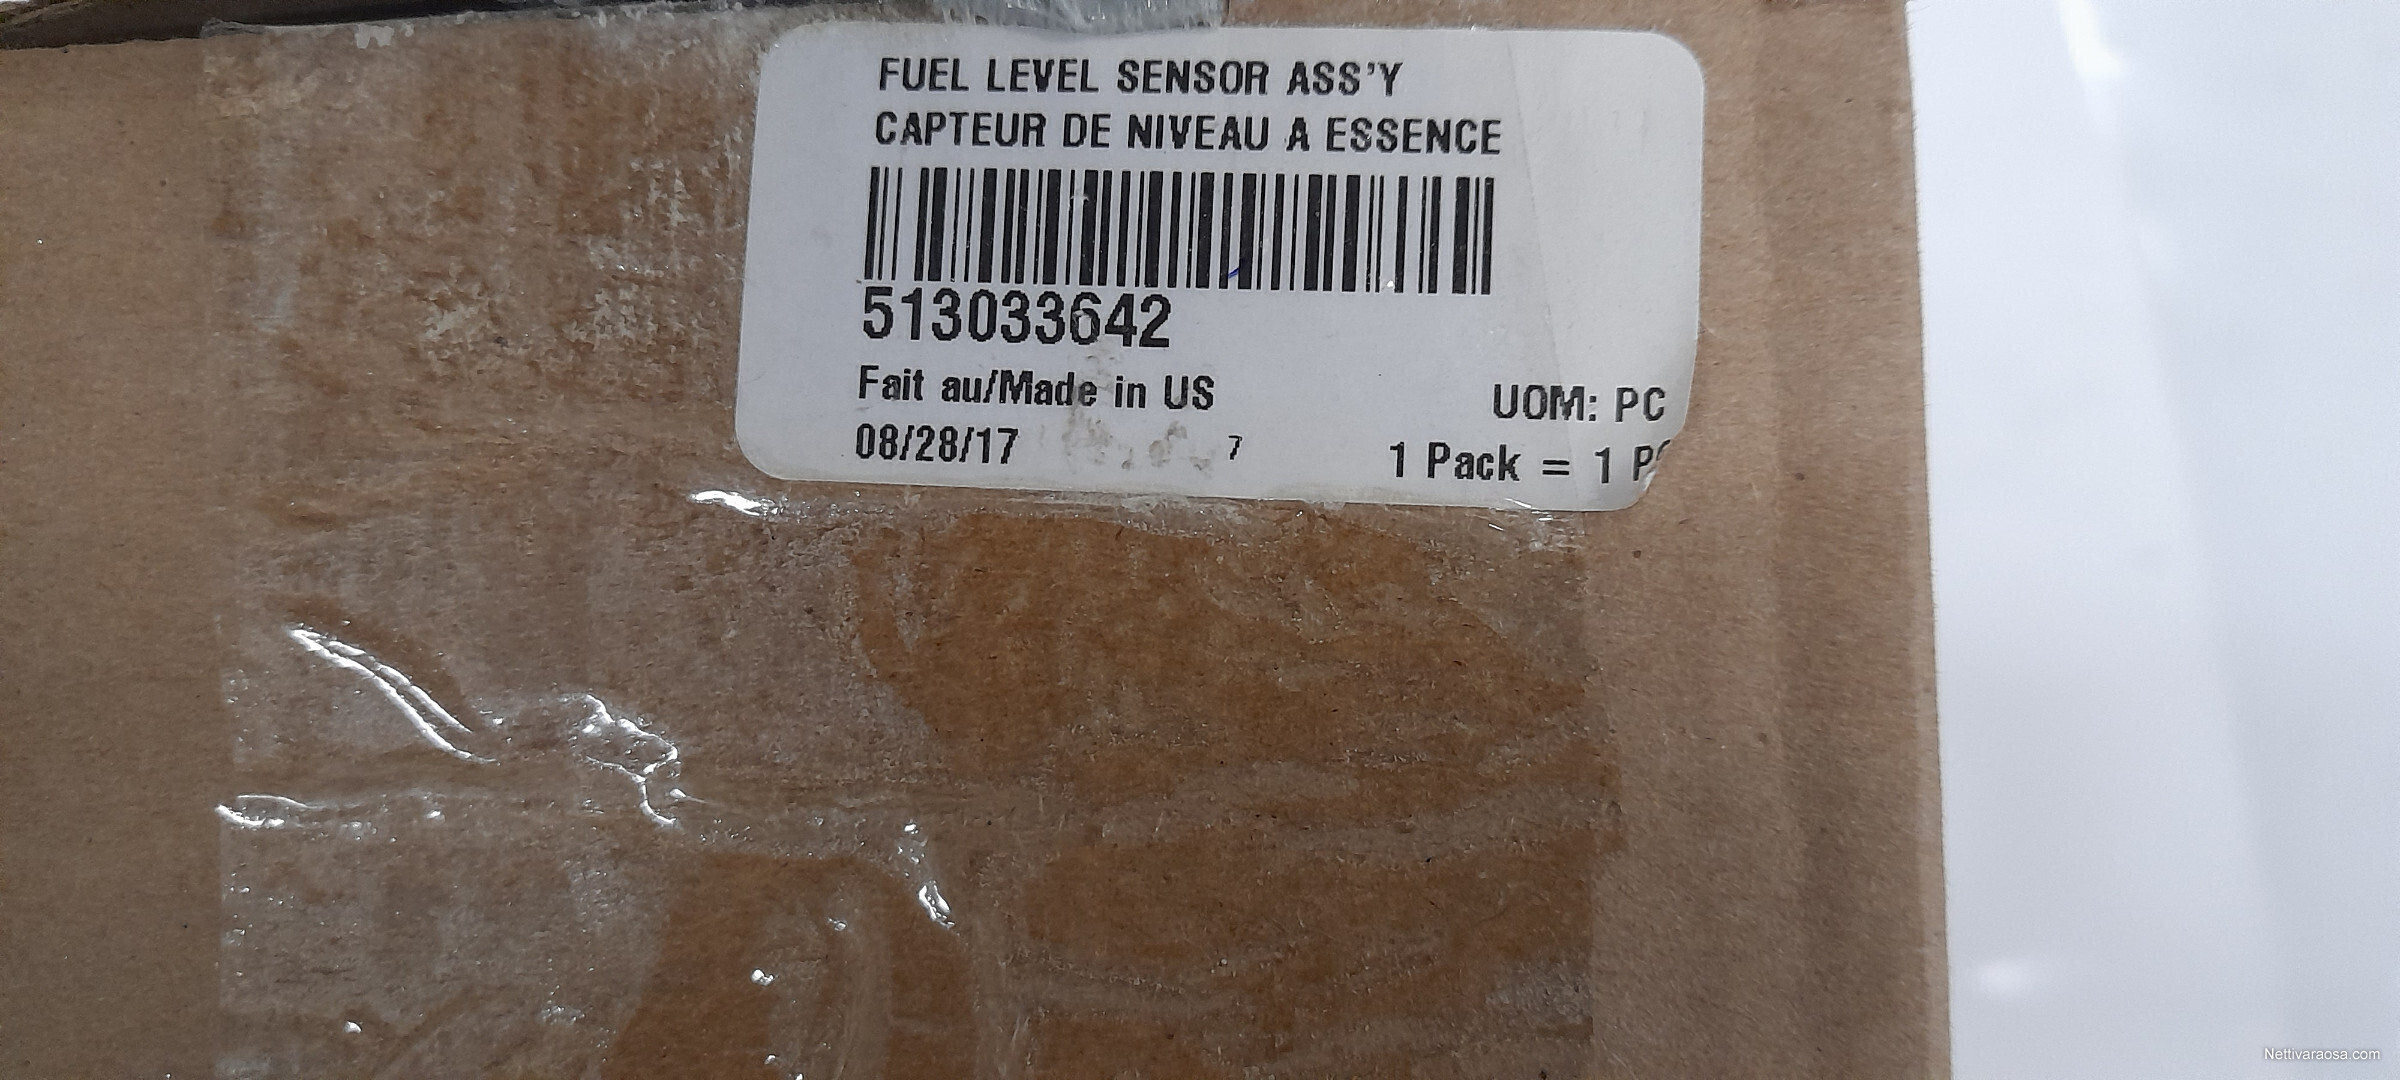 FUEL LEVEL SENSOR ASS'Y
CAPTEUR DE NIVEAU A ESSENCE
513033642
Fait au/Made in US
UOM: PC
08/28/17
7
1 Pack = 1
Nettivaraosa.com